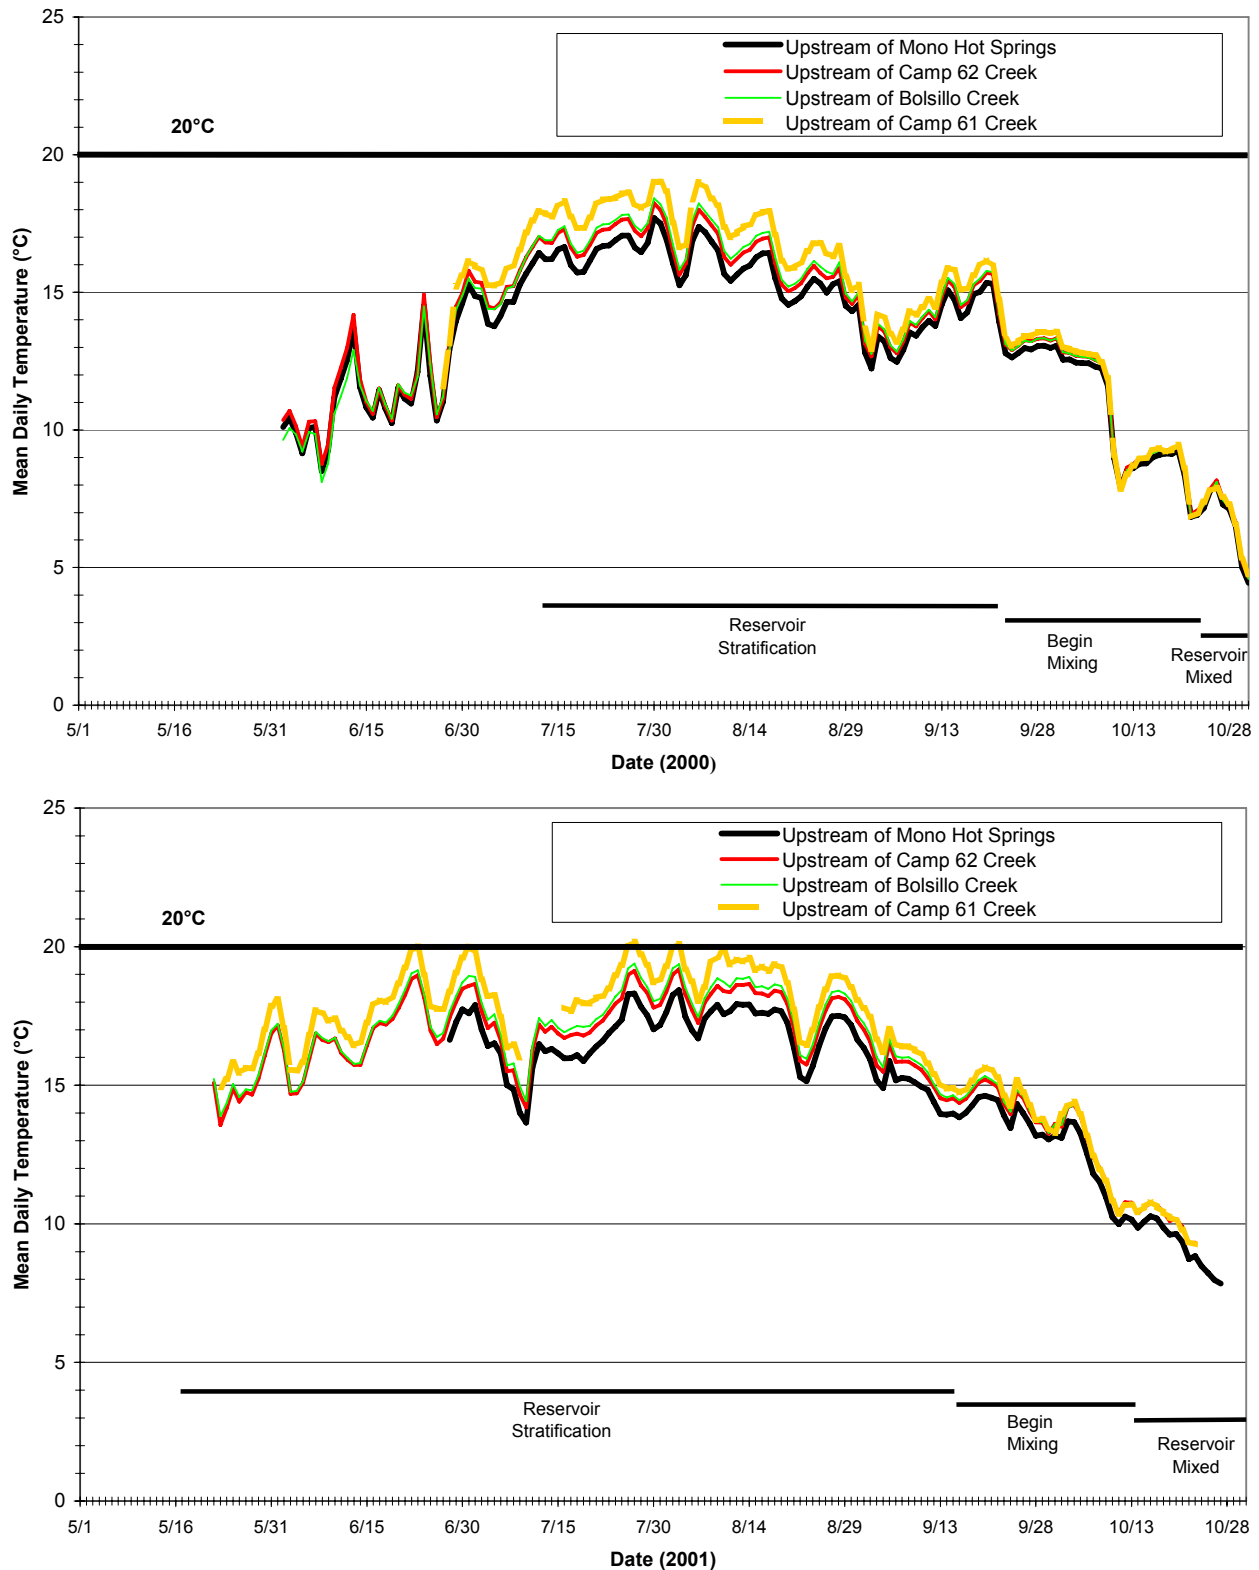 25
20
15
10
5
0
Mean Daily Temperature (°C)
Upstream of Mono Hot Springs
Upstream of Camp 62 Creek
Upstream of Bolsillo Creek
Upstream of Camp 61 Creek
20°C
Reservoir
Stratification
Begin
Mixing
Reservoir
Mixed
5/1 5/16 5/31 6/15 6/30 7/15 7/30 8/14 8/29 9/13 9/28 10/13 10/28
Date (2000)
25
20
15
10
5
0
Mean Daily Temperature (°C)
Upstream of Mono Hot Springs
Upstream of Camp 62 Creek
Upstream of Bolsillo Creek
Upstream of Camp 61 Creek
20°C
Reservoir
Stratification
Begin
Mixing
Reservoir
Mixed
5/1 5/16 5/31 6/15 6/30 7/15 7/30 8/14 8/29 9/13 9/28 10/13 10/28
Date (2001)